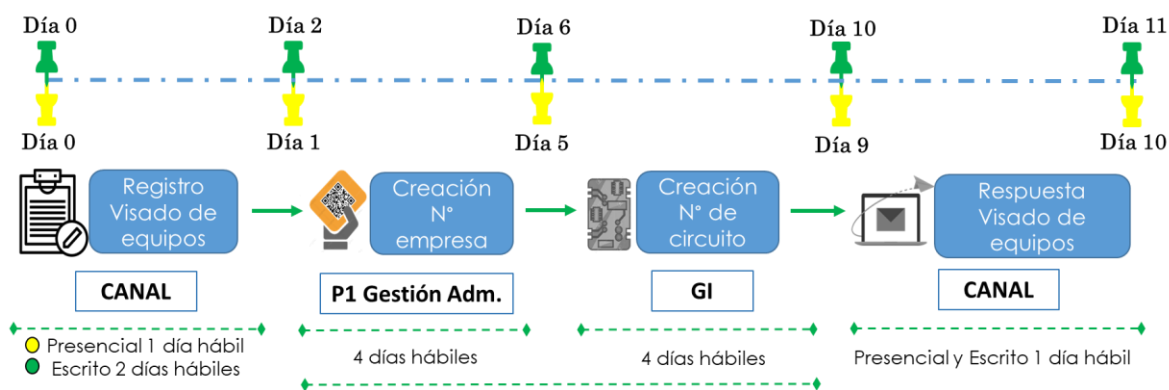 Día 0
Día 2
Día 6
Día 10
Día 11
Día 0
Día 1
Día 5
Día 9
Día 10
Registro
Visado de
equipos
Creación
N°
empresa
Creación
N° de
circuito
Respuesta
Visado de
equipos
CANAL
P1 Gestión Adm.
GI
CANAL
Presencial 1 día hábil
Escrito 2 días hábiles
4 días hábiles
4 días hábiles
Presencial y Escrito 1 día hábil